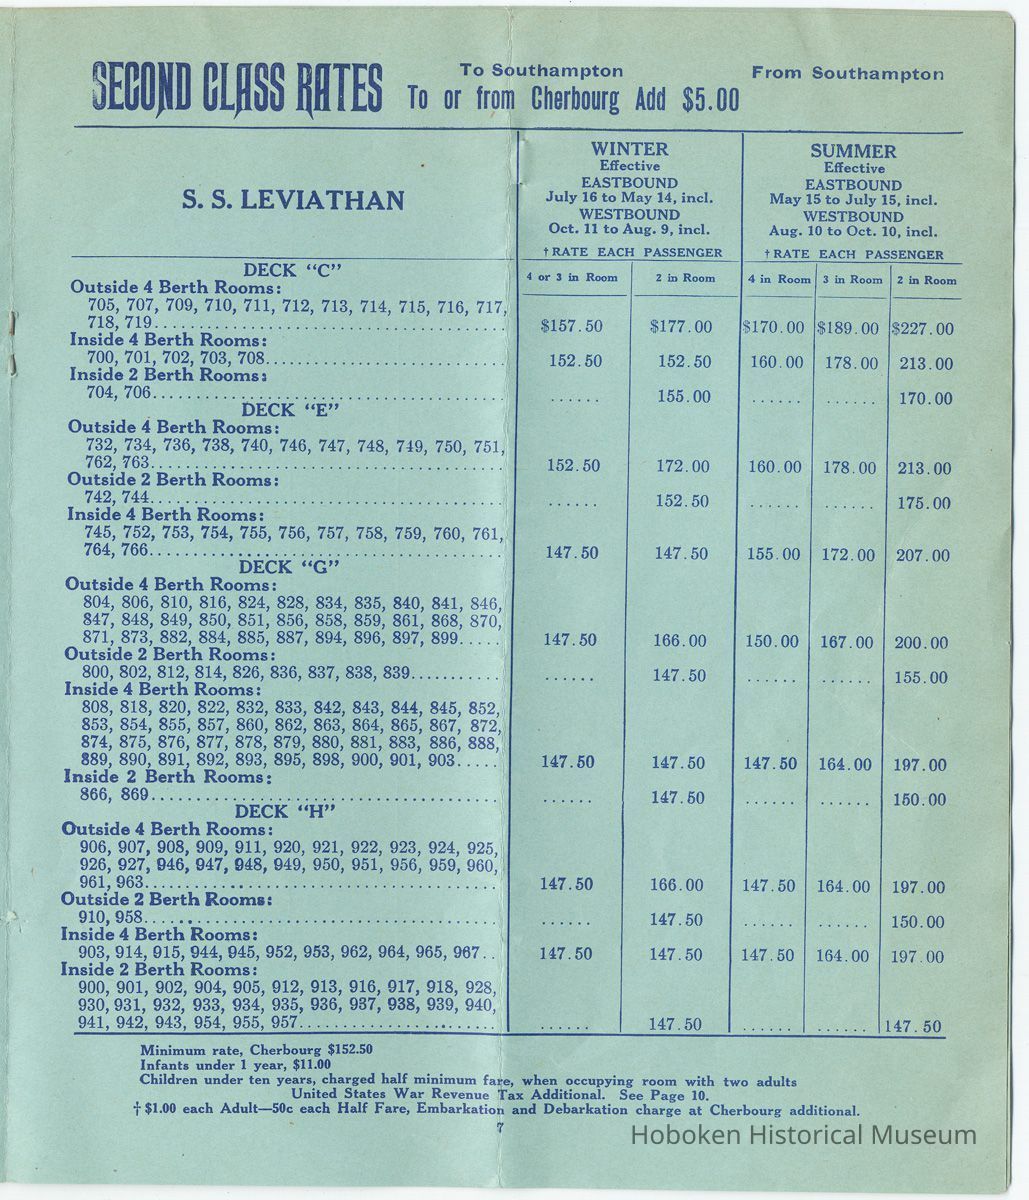 SECOND CLASS RATES
To Southampton From Southampton
To or from Cherbourg Add $5.00
S. S. LEVIATHAN
WINTER
Effective
EASTBOUND
July 16 to May 14, incl.
WESTBOUND
Oct. 11 to Aug. 9, incl.
†RATE EACH PASSENGER
4 or 3 in Room 2 in Room
SUMMER
Effective
EASTBOUND
May 15 to July 15, incl.
WESTBOUND
Aug. 10 to Oct. 10, incl.
†RATE EACH PASSENGER
4 in Room 3 in Room 2 in Room
DECK "C"
Outside 4 Berth Rooms:
705, 707, 709, 710, 711, 712, 713, 714, 715, 716, 717,
718, 719 $157.50 $177.00 $170.00 $189.00 $227.00
Inside 4 Berth Rooms:
700, 701, 702, 703, 708 152.50 152.50 160.00 178.00 213.00
Inside 2 Berth Rooms:
704, 706 ...... 155.00 ...... ...... 170.00
DECK "E"
Outside 4 Berth Rooms:
732, 734, 736, 738, 740, 746, 747, 748, 749, 750, 751,
762, 763 152.50 172.00 160.00 178.00 213.00
Outside 2 Berth Rooms:
742, 744 ...... 152.50 ...... ...... 175.00
Inside 4 Berth Rooms:
745, 752, 753, 754, 755, 756, 757, 758, 759, 760, 761,
764, 766 147.50 147.50 155.00 172.00 207.00
DECK "G"
Outside 4 Berth Rooms:
804, 806, 810, 816, 824, 828, 834, 835, 840, 841, 846,
847, 848, 849, 850, 851, 856, 858, 859, 861, 868, 870,
871, 873, 882, 884, 885, 887, 894, 896, 897, 899 147.50 166.00 150.00 167.00 200.00
Outside 2 Berth Rooms:
800, 802, 812, 814, 826, 836, 837, 838, 839 ...... 147.50 ...... ...... 155.00
Inside 4 Berth Rooms:
808, 818, 820, 822, 832, 833, 842, 843, 844, 845, 852,
853, 854, 855, 857, 860, 862, 863, 864, 865, 867, 872,
874, 875, 876, 877, 878, 879, 880, 881, 883, 886, 888,
889, 890, 891, 892, 893, 895, 898, 900, 901, 903 147.50 147.50 147.50 164.00 197.00
Inside 2 Berth Rooms:
866, 869 ...... 147.50 ...... ...... 150.00
DECK "H"
Outside 4 Berth Rooms:
906, 907, 908, 909, 911, 920, 921, 922, 923, 924, 925,
926, 927, 946, 947, 948, 949, 950, 951, 956, 959, 960,
961, 963 147.50 166.00 147.50 164.00 197.00
Outside 2 Berth Rooms:
910, 958 ...... 147.50 ...... ...... 150.00
Inside 4 Berth Rooms:
903, 914, 915, 944, 945, 952, 953, 962, 964, 965, 967 147.50 147.50 147.50 164.00 197.00
Inside 2 Berth Rooms:
900, 901, 902, 904, 905, 912, 913, 916, 917, 918, 928,
930, 931, 932, 933, 934, 935, 936, 937, 938, 939, 940,
941, 942, 943, 954, 955, 957 ...... 147.50 ...... ...... 147.50
Minimum rate, Cherbourg $152.50
Infants under 1 year, $11.00
Children under ten years, charged half minimum fare, when occupying room with two adults
United States War Revenue Tax Additional. See Page 10.
†$1.00 each Adult—50c each Half Fare, Embarkation and Debarkation charge at Cherbourg additional.
7
Hoboken Historical Museum